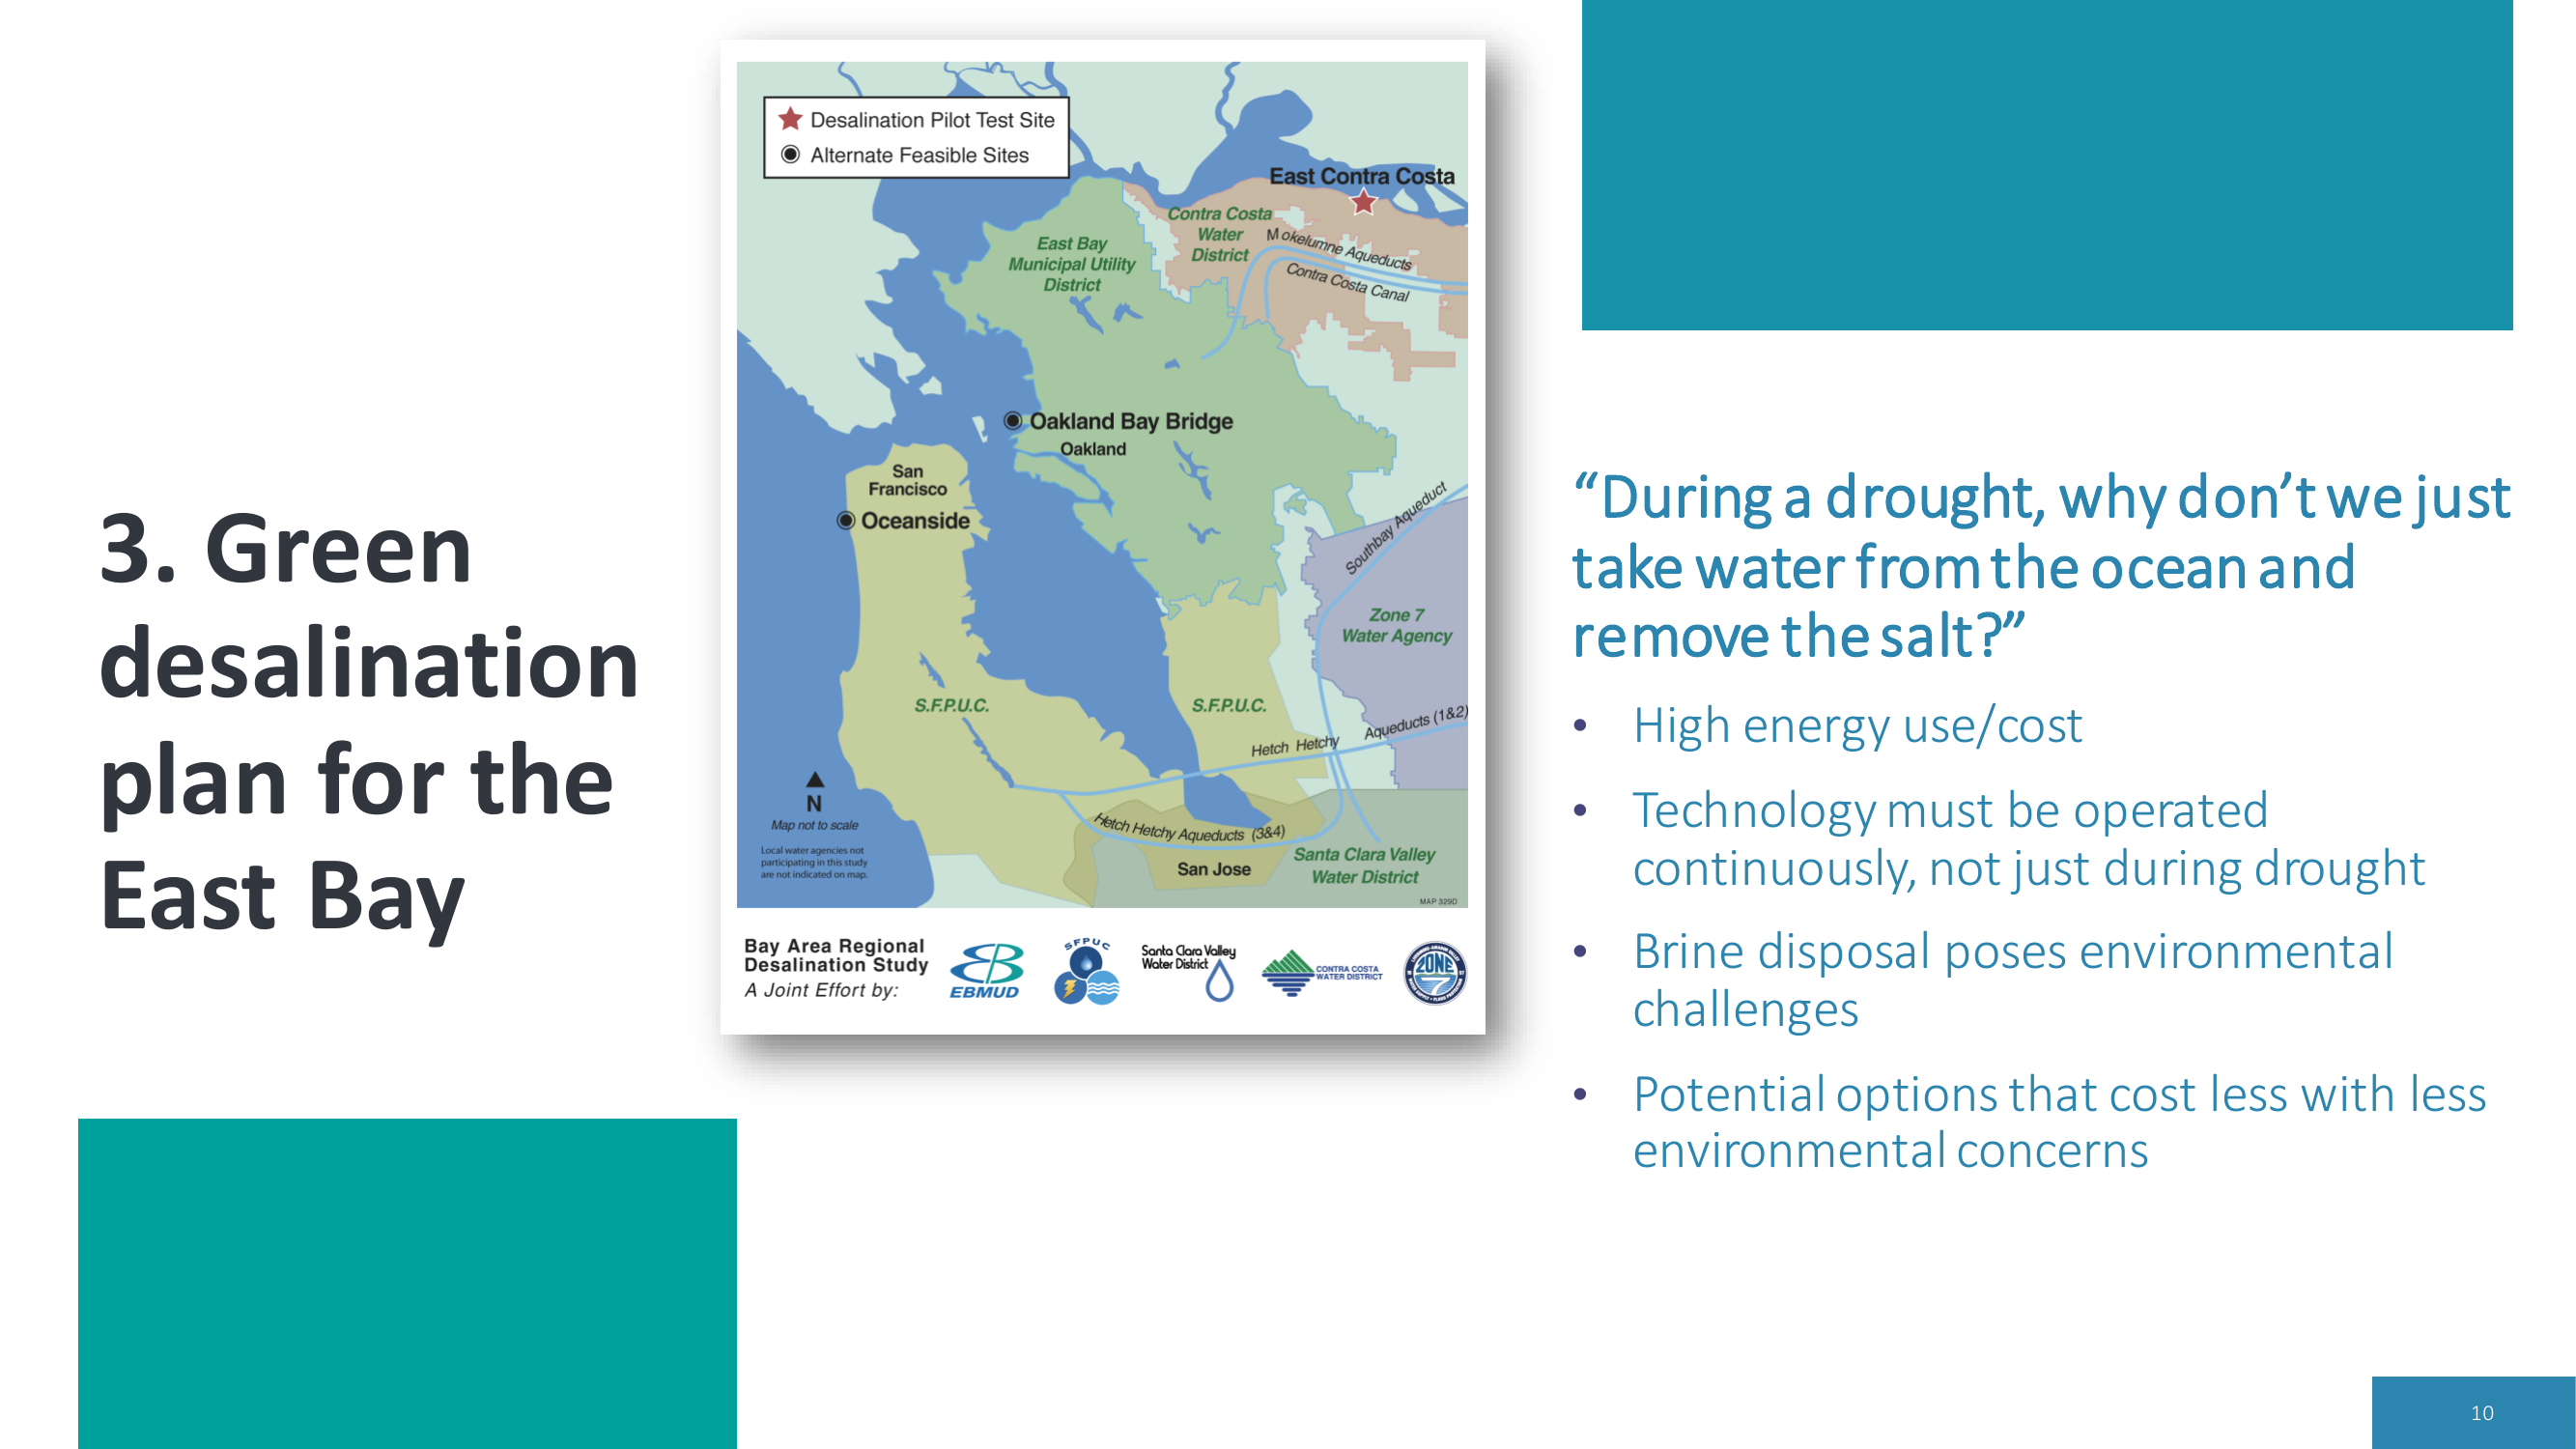 3. Green
desalination
plan for the
East Bay
Desalination Pilot Test Site
Alternate Feasible Sites
East Contra Costa
Contra Costa
Water
District
Mokelumne Aqueducts
Contra Costa Canal
East Bay
Municipal Utility
District
Oakland Bay Bridge
Oakland
San
Francisco
Oceanside
Southbay Aqueduct
Zone 7
Water Agency
S.F.P.U.C.
S.F.P.U.C.
Hetch Hetchy Aqueducts (1&2)
N
Map not to scale
Local water agencies not
participating in this study
are not indicated on map.
Hetch Hetchy Aqueducts (3&4)
San Jose
Santa Clara Valley
Water District
MAP 329D
Bay Area Regional
Desalination Study
A Joint Effort by:
EBMUD
SFPUC
Santa Clara Valley
Water District
CONTRA COSTA
WATER DISTRICT
ZONE
7
“During a drought, why don’t we just
take water from the ocean and
remove the salt?”
• High energy use/cost
• Technology must be operated
continuously, not just during drought
• Brine disposal poses environmental
challenges
• Potential options that cost less with less
environmental concerns
10